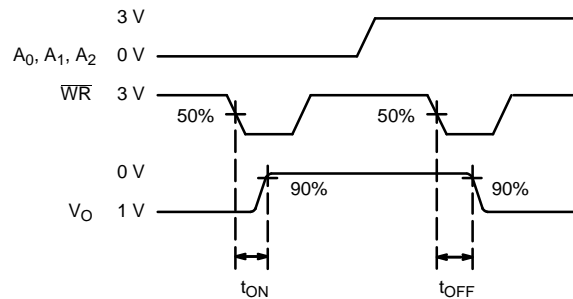 3 V
A0, A1, A2 0 V
WR 3 V
50% 50%
0 V
90% 90%
VO 1 V
tON tOFF